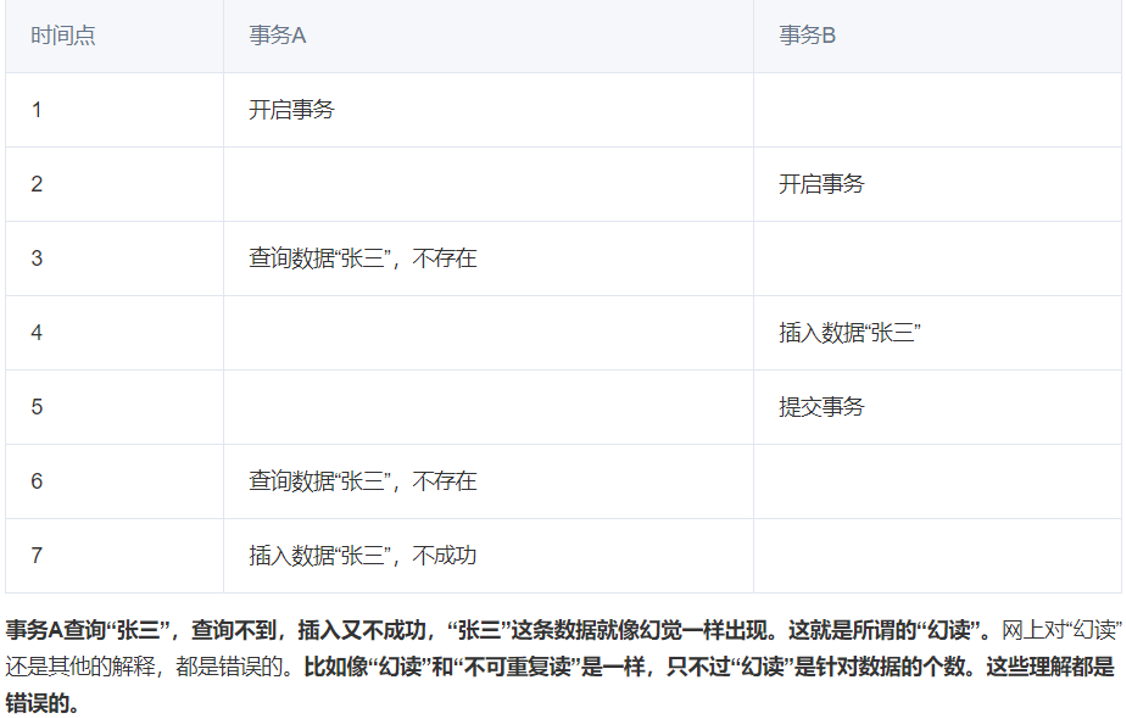 时间点 事务A 事务B
1 开启事务
2 开启事务
3 查询数据“张三”，不存在
4 插入数据“张三”
5 提交事务
6 查询数据“张三”，不存在
7 插入数据“张三”，不成功
事务A查询“张三”，查询不到，插入又不成功，“张三”这条数据就像幻觉一样出现。这就是所谓的“幻读”。网上对“幻读”
还是其他的解释，都是错误的。比如像“幻读”和“不可重复读”是一样，只不过“幻读”是针对数据的个数。这些理解都是
错误的。